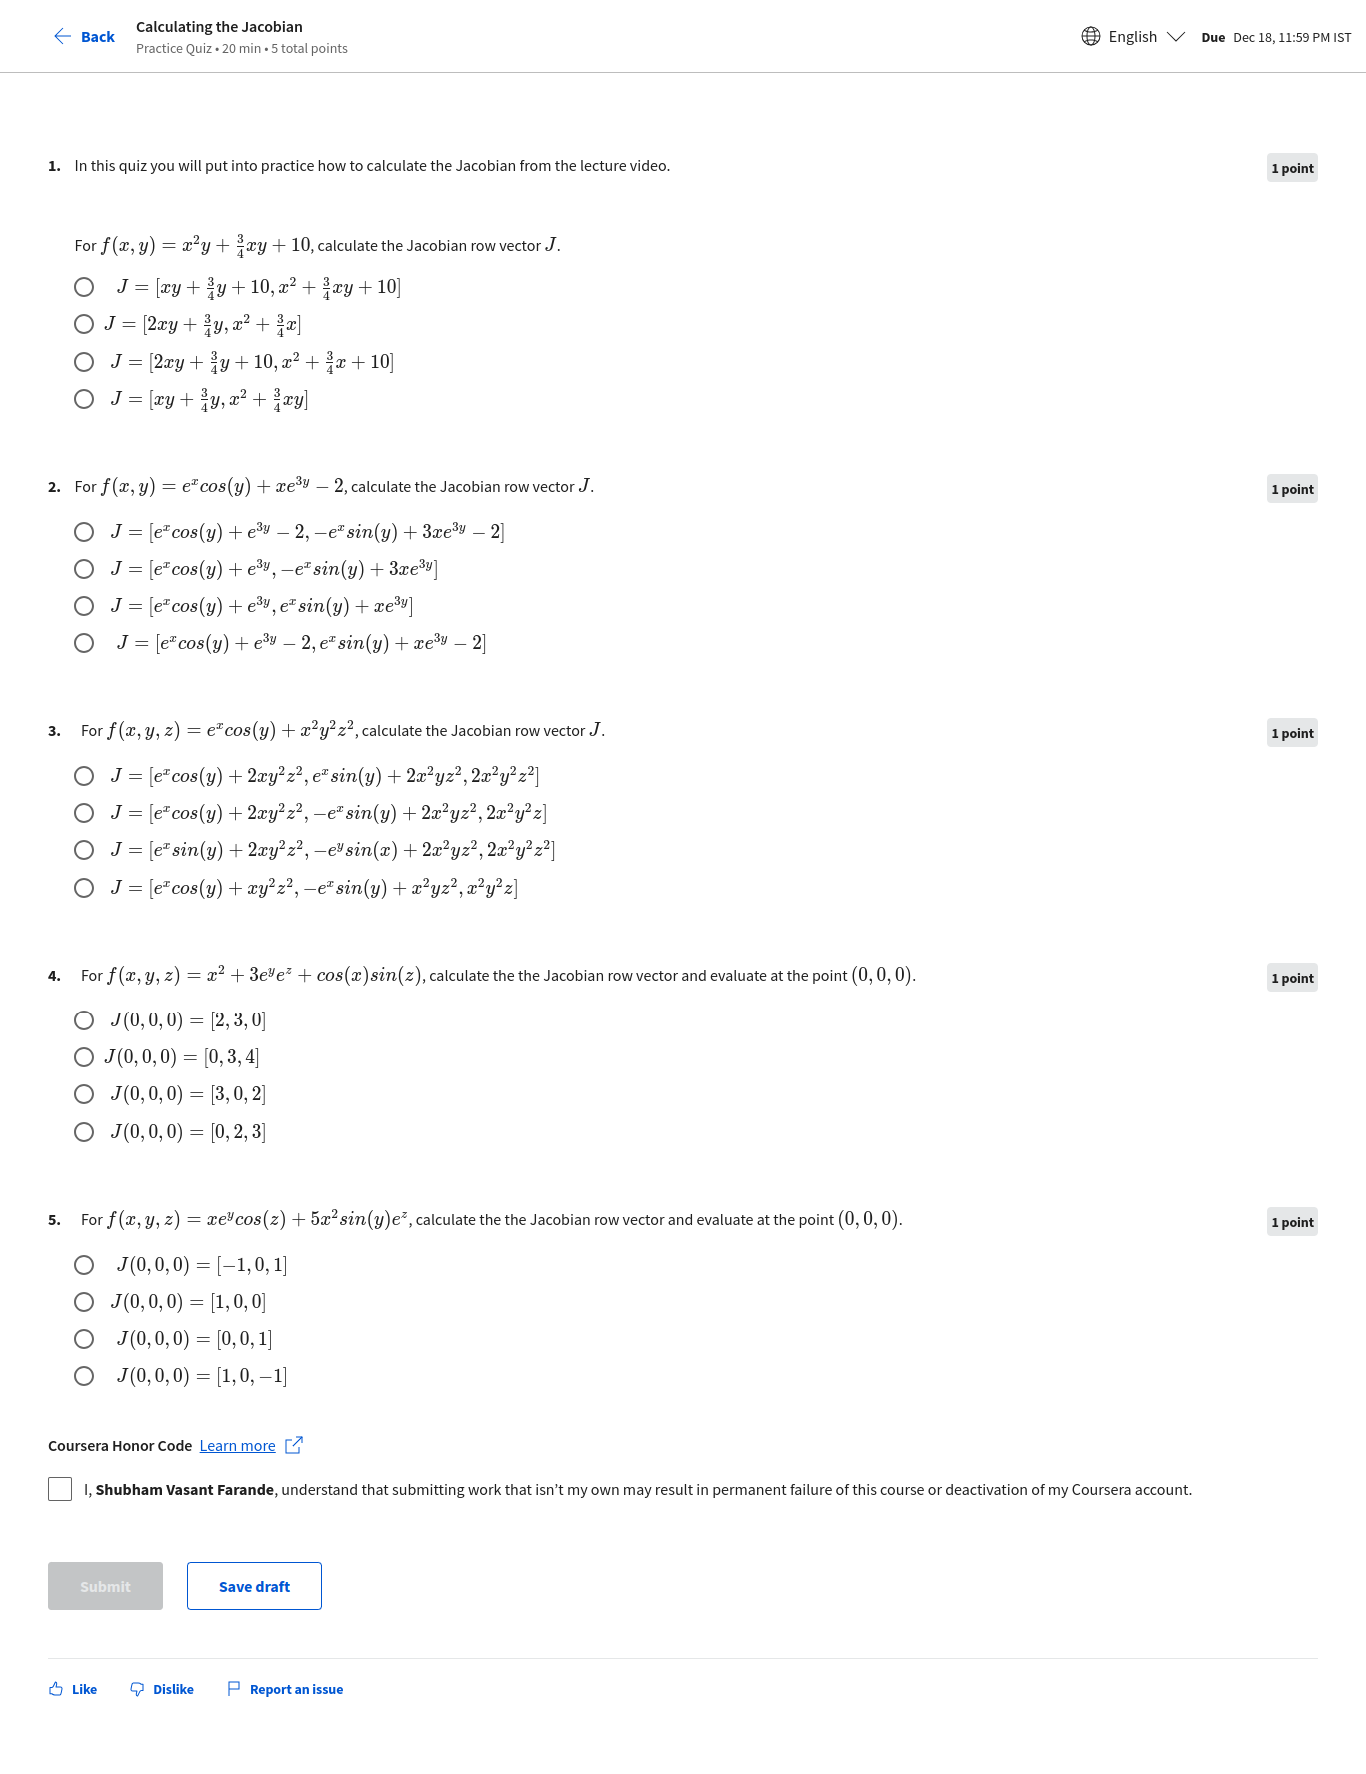 Back
Calculating the Jacobian
Practice Quiz • 20 min • 5 total points
English
Due Dec 18, 11:59 PM IST
1. In this quiz you will put into practice how to calculate the Jacobian from the lecture video.
1 point
For $f(x, y) = x^2y + \frac{3}{4}xy + 10$, calculate the Jacobian row vector $J$.
$J = [xy + \frac{3}{4}y + 10, x^2 + \frac{3}{4}xy + 10]$
$J = [2xy + \frac{3}{4}y, x^2 + \frac{3}{4}x]$
$J = [2xy + \frac{3}{4}y + 10, x^2 + \frac{3}{4}x + 10]$
$J = [xy + \frac{3}{4}y, x^2 + \frac{3}{4}xy]$
2. For $f(x, y) = e^x cos(y) + xe^{3y} - 2$, calculate the Jacobian row vector $J$.
1 point
$J = [e^x cos(y) + e^{3y} - 2, -e^x sin(y) + 3xe^{3y} - 2]$
$J = [e^x cos(y) + e^{3y}, -e^x sin(y) + 3xe^{3y}]$
$J = [e^x cos(y) + e^{3y}, e^x sin(y) + xe^{3y}]$
$J = [e^x cos(y) + e^{3y} - 2, e^x sin(y) + xe^{3y} - 2]$
3. For $f(x, y, z) = e^x cos(y) + x^2y^2z^2$, calculate the Jacobian row vector $J$.
1 point
$J = [e^x cos(y) + 2xy^2z^2, e^x sin(y) + 2x^2yz^2, 2x^2y^2z^2]$
$J = [e^x cos(y) + 2xy^2z^2, -e^x sin(y) + 2x^2yz^2, 2x^2y^2z]$
$J = [e^x sin(y) + 2xy^2z^2, -e^y sin(x) + 2x^2yz^2, 2x^2y^2z^2]$
$J = [e^x cos(y) + xy^2z^2, -e^x sin(y) + x^2yz^2, x^2y^2z]$
4. For $f(x, y, z) = x^2 + 3e^ye^z + cos(x)sin(z)$, calculate the the Jacobian row vector and evaluate at the point $(0, 0, 0)$.
1 point
$J(0, 0, 0) = [2, 3, 0]$
$J(0, 0, 0) = [0, 3, 4]$
$J(0, 0, 0) = [3, 0, 2]$
$J(0, 0, 0) = [0, 2, 3]$
5. For $f(x, y, z) = xe^y cos(z) + 5x^2 sin(y)e^z$, calculate the the Jacobian row vector and evaluate at the point $(0, 0, 0)$.
1 point
$J(0, 0, 0) = [-1, 0, 1]$
$J(0, 0, 0) = [1, 0, 0]$
$J(0, 0, 0) = [0, 0, 1]$
$J(0, 0, 0) = [1, 0, -1]$
Coursera Honor Code Learn more
I, Shubham Vasant Farande, understand that submitting work that isn't my own may result in permanent failure of this course or deactivation of my Coursera account.
Submit
Save draft
Like
Dislike
Report an issue